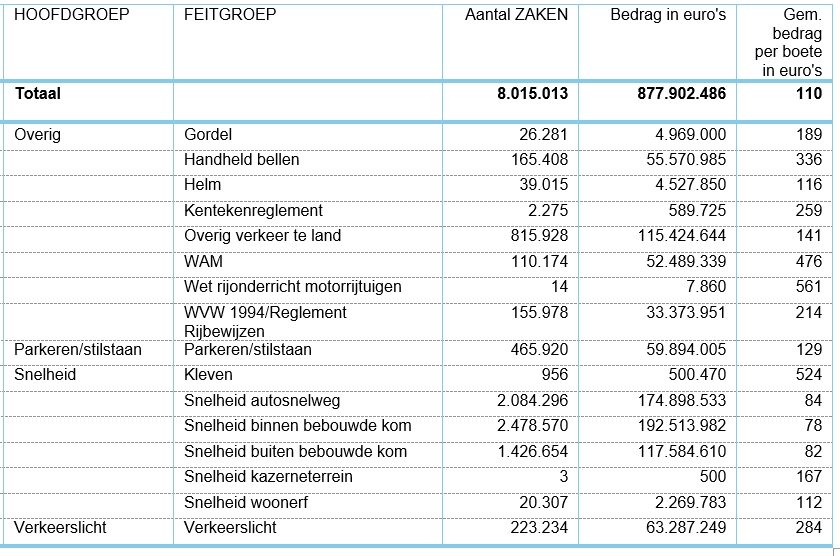 HOOFDGROEP FEITGROEP Aantal ZAKEN Bedrag in euro's Gem.
bedrag
per boete
in euro's
Totaal 8.015.013 877.902.486 110
Overig Gordel 26.281 4.969.000 189
Handheld bellen 165.408 55.570.985 336
Helm 39.015 4.527.850 116
Kentekenreglement 2.275 589.725 259
Overig verkeer te land 815.928 115.424.644 141
WAM 110.174 52.489.339 476
Wet rijonderricht motorrijtuigen 14 7.860 561
WVW 1994/Reglement 155.978 33.373.951 214
Rijbewijzen
Parkeren/stilstaan Parkeren/stilstaan 465.920 59.894.005 129
Snelheid Kleven 956 500.470 524
Snelheid autosnelweg 2.084.296 174.898.533 84
Snelheid binnen bebouwde kom 2.478.570 192.513.982 78
Snelheid buiten bebouwde kom 1.426.654 117.584.610 82
Snelheid kazerneterrein 3 500 167
Snelheid woonerf 20.307 2.269.783 112
Verkeerslicht Verkeerslicht 223.234 63.287.249 284